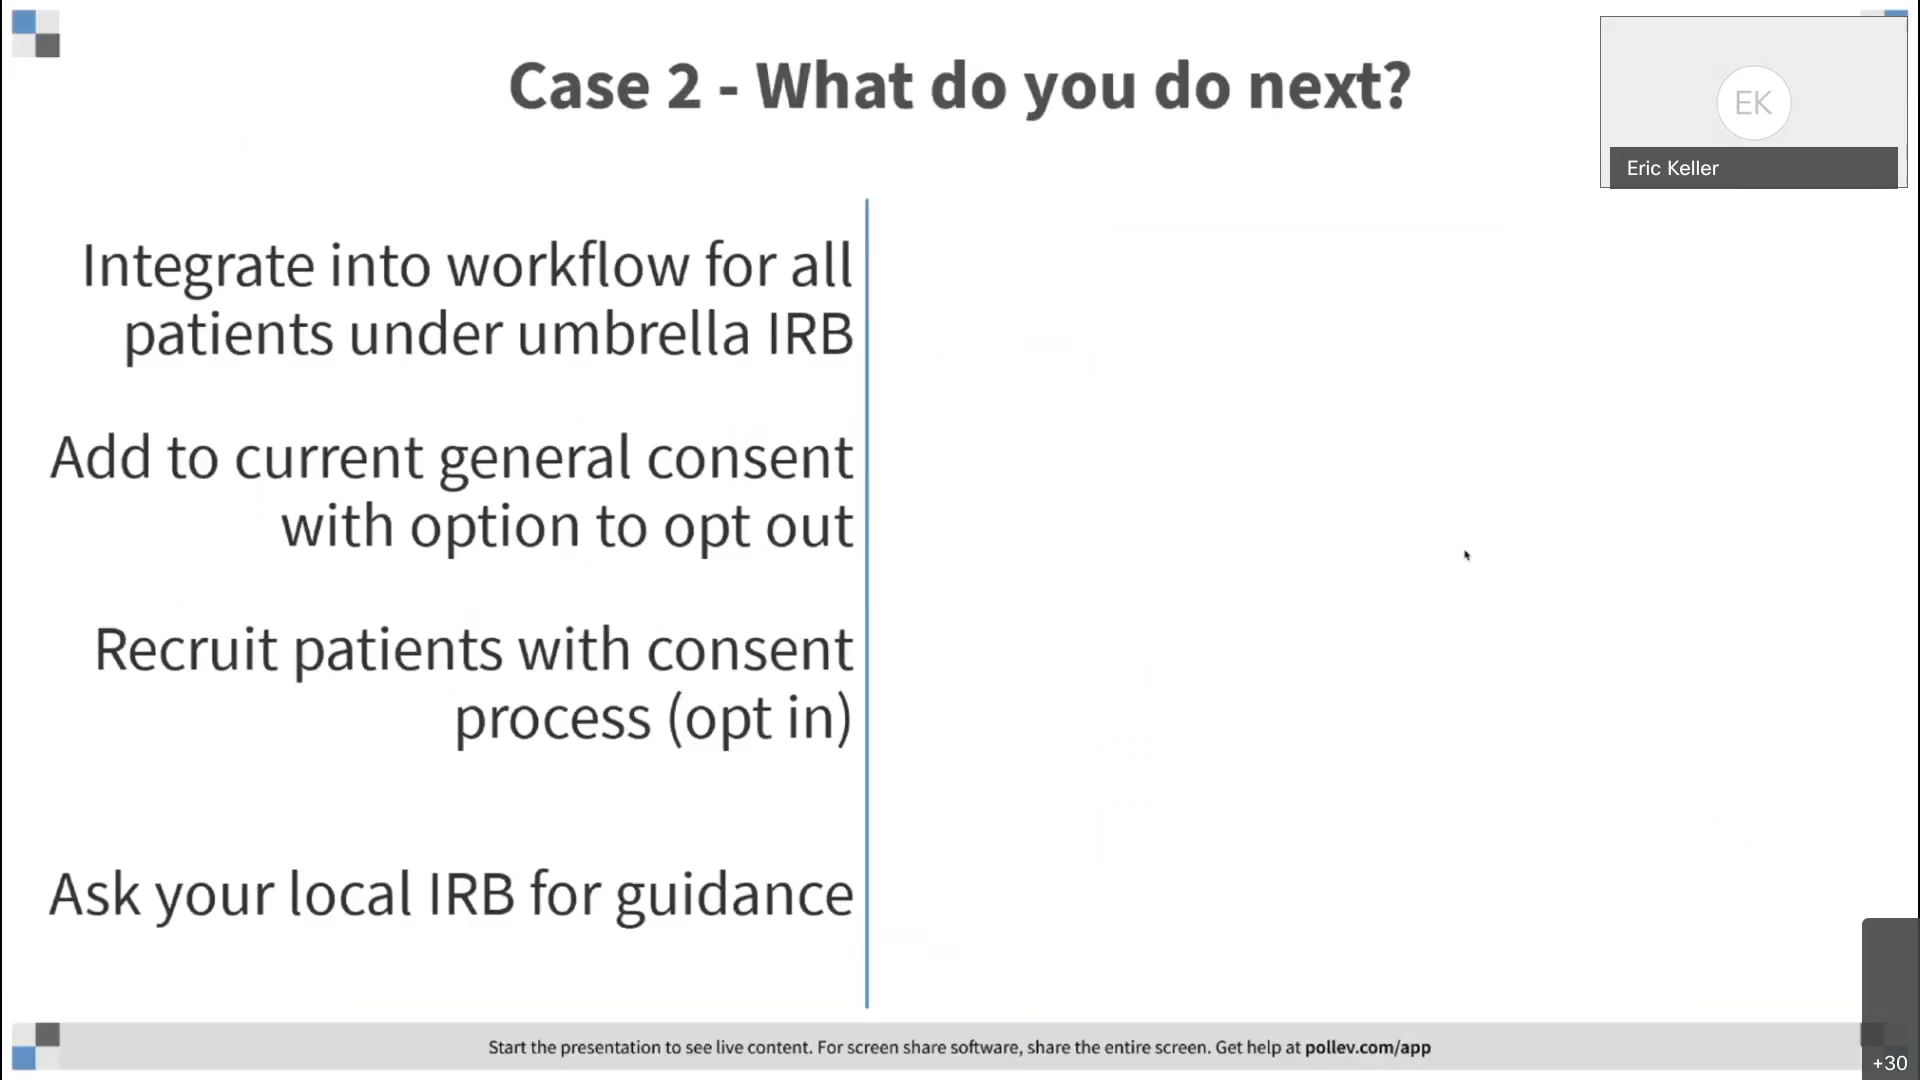 Case 2 - What do you do next?
EK
Eric Keller
Integrate into workflow for all
patients under umbrella IRB
Add to current general consent
with option to opt out
Recruit patients with consent
process (opt in)
Ask your local IRB for guidance
Start the presentation to see live content. For screen share software, share the entire screen. Get help at pollev.com/app
+30